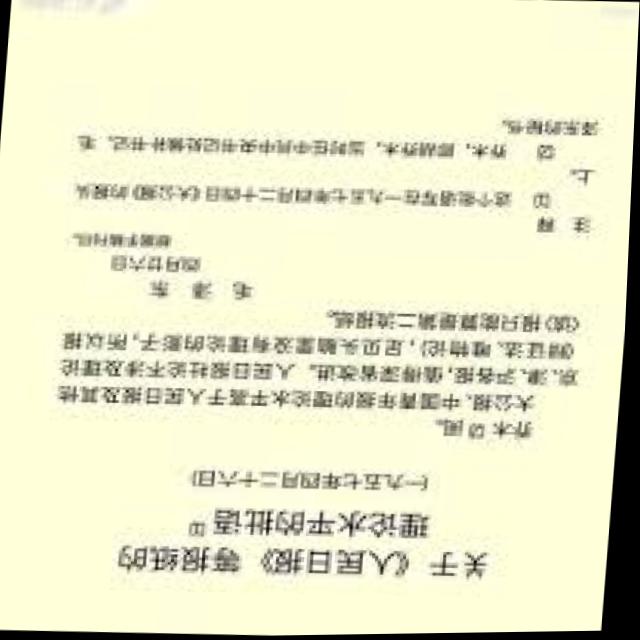 关于《人民日报》等报纸的
理论水平的批语[1]
(一九五七年四月二十六日)
乔木[2]阅。
大公报、中国青年报的理论水平高于人民日报及其他
京、津、沪各报,值得深省改进。人民日报社论不涉及理论
(辩证法、唯物论),足见头脑里没有理论的影子,所以报
(该)报只能算是第二流报纸。
毛 泽 东
四月廿六日
根据手稿刊印。
注 释
[1] 这个批语写在一九五七年四月二十四日《大公报》的报头
上。
[2] 乔木,即胡乔木,当时任中共中央书记处候补书记、毛
泽东的秘书。